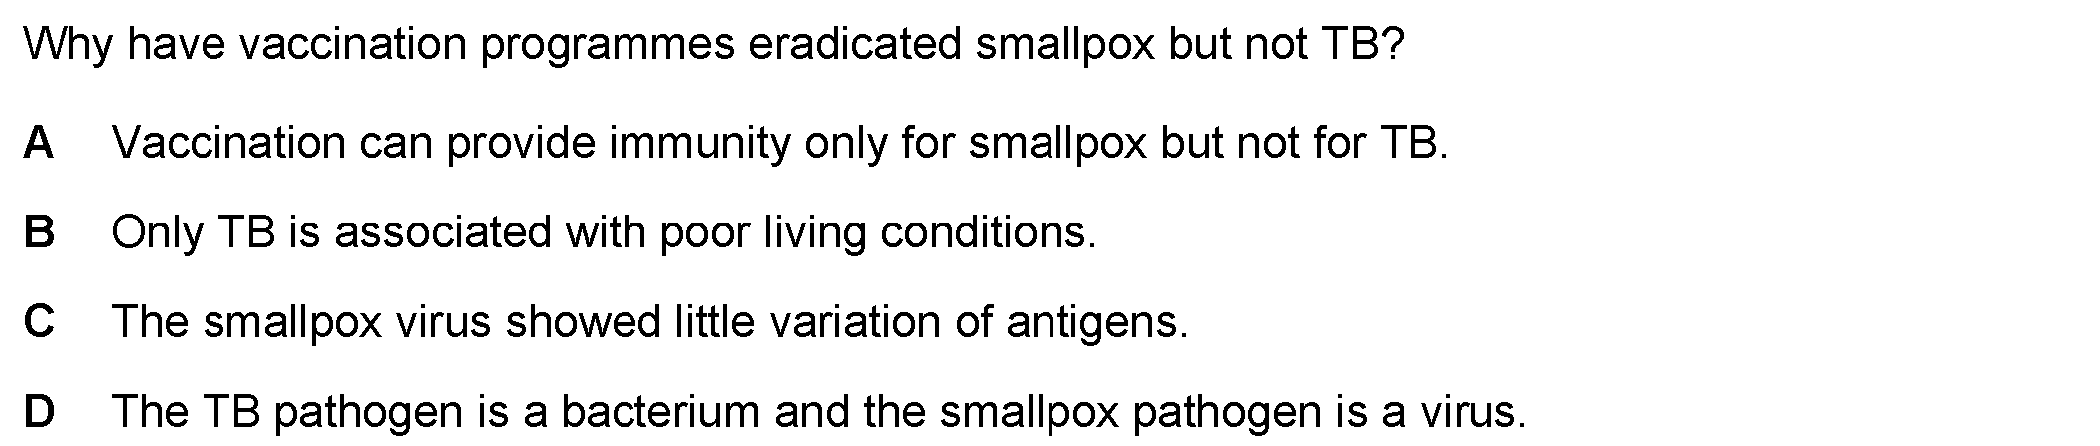 Why have vaccination programmes eradicated smallpox but not TB?
A Vaccination can provide immunity only for smallpox but not for TB.
B Only TB is associated with poor living conditions.
C The smallpox virus showed little variation of antigens.
D The TB pathogen is a bacterium and the smallpox pathogen is a virus.